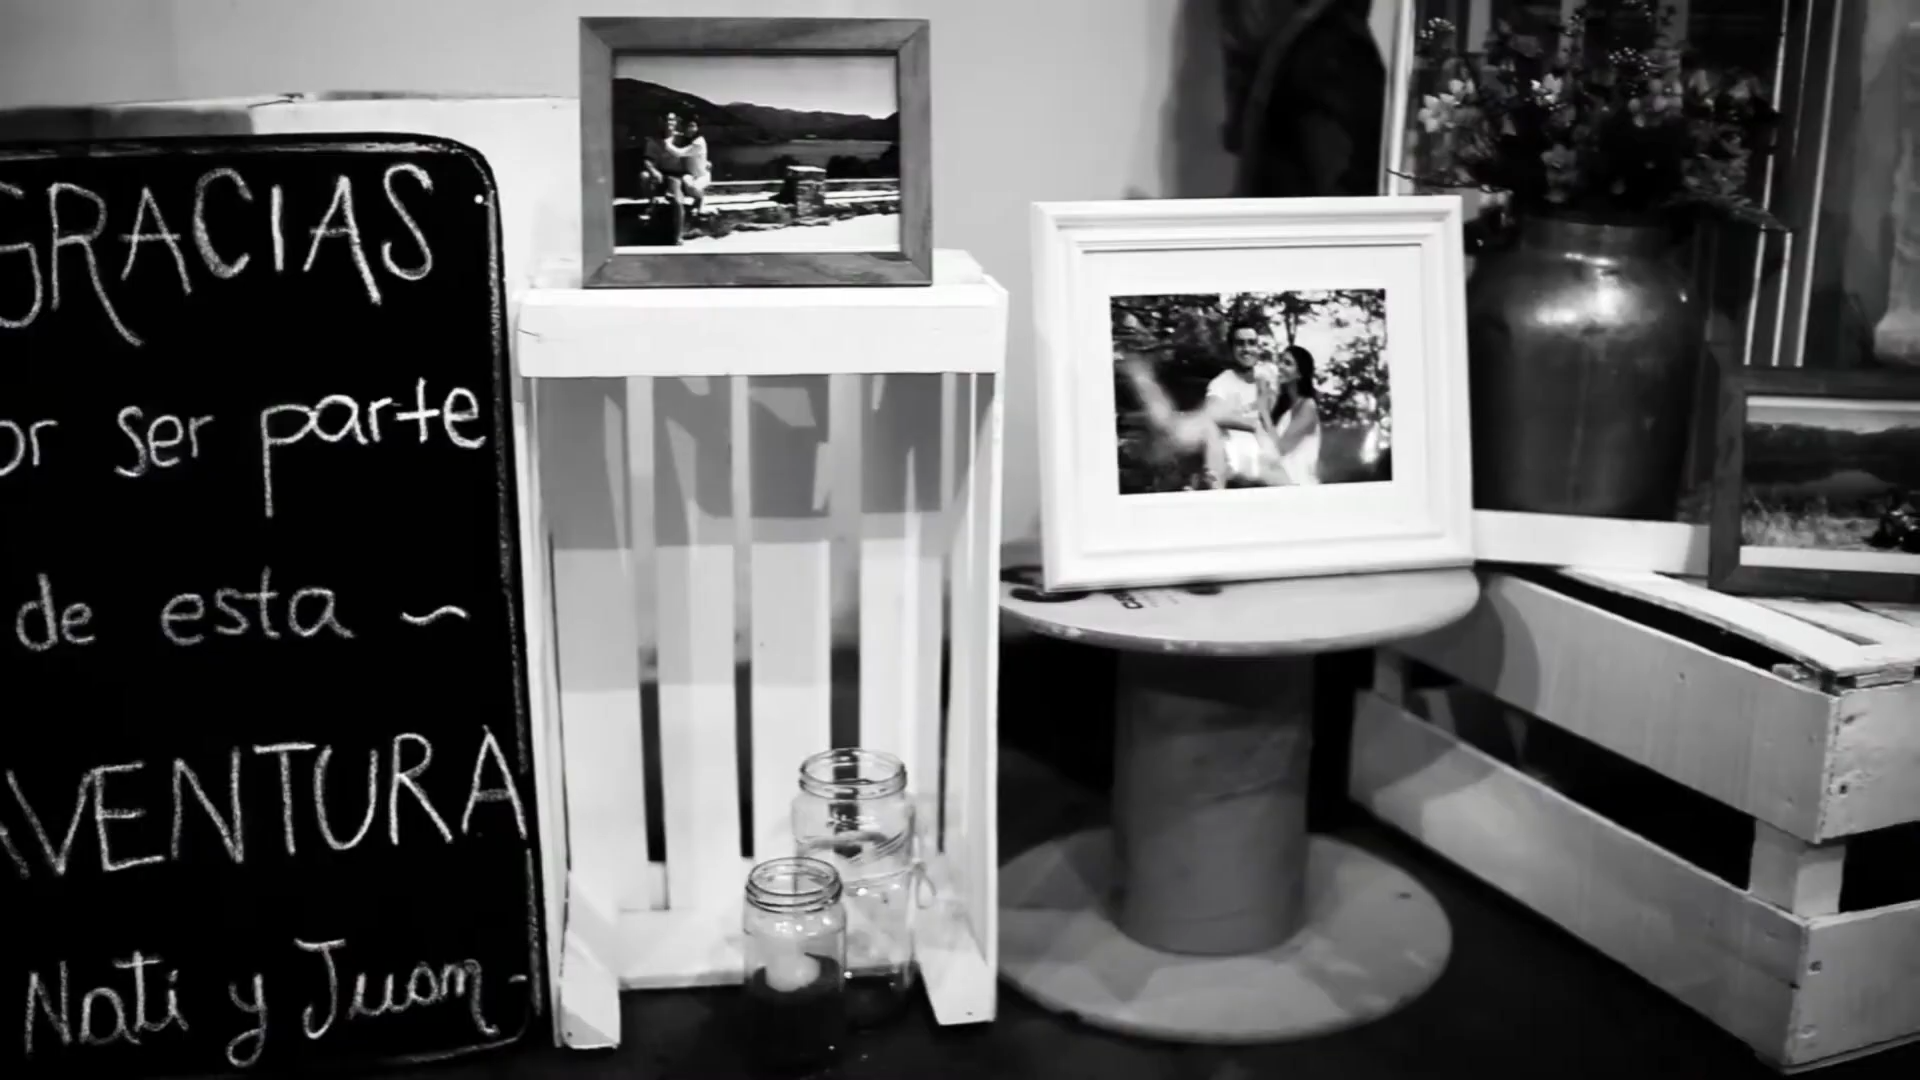 GRACIAS
or ser parte
de esta ~
AVENTURA
Nati y Juan -